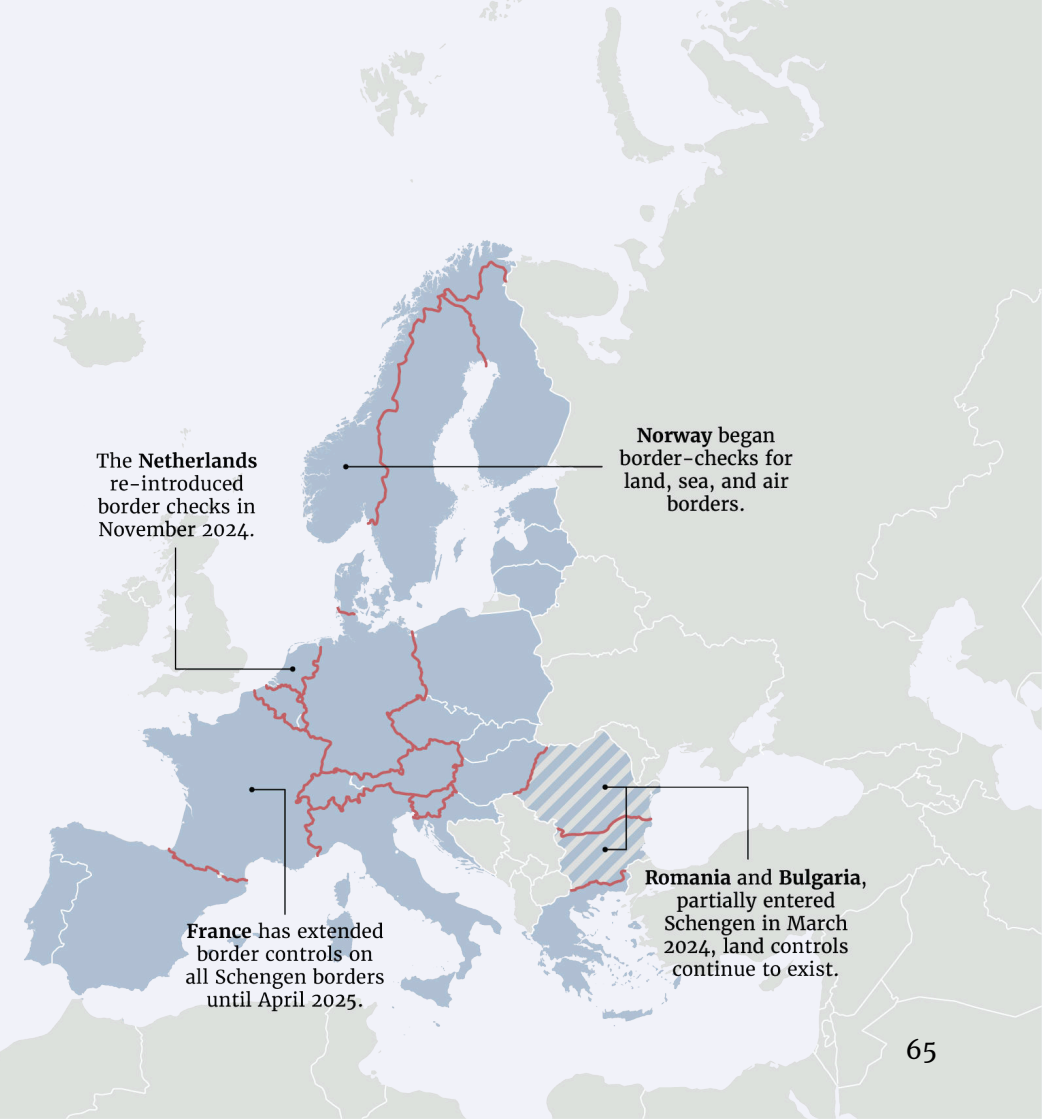 Norway began
border-checks for
land, sea, and air
borders.
The Netherlands
re-introduced
border checks in
November 2024.
Romania and Bulgaria,
partially entered
Schengen in March
2024, land controls
continue to exist.
France has extended
border controls on
all Schengen borders
until April 2025.
65